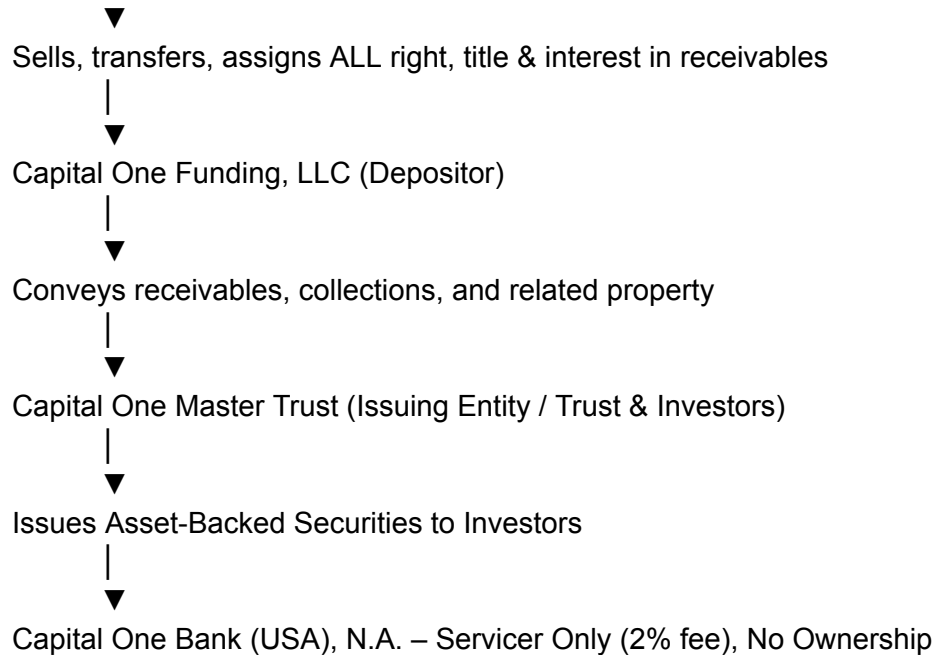 Sells, transfers, assigns ALL right, title & interest in receivables
Capital One Funding, LLC (Depositor)
Conveys receivables, collections, and related property
Capital One Master Trust (Issuing Entity / Trust & Investors)
Issues Asset-Backed Securities to Investors
Capital One Bank (USA), N.A. – Servicer Only (2% fee), No Ownership